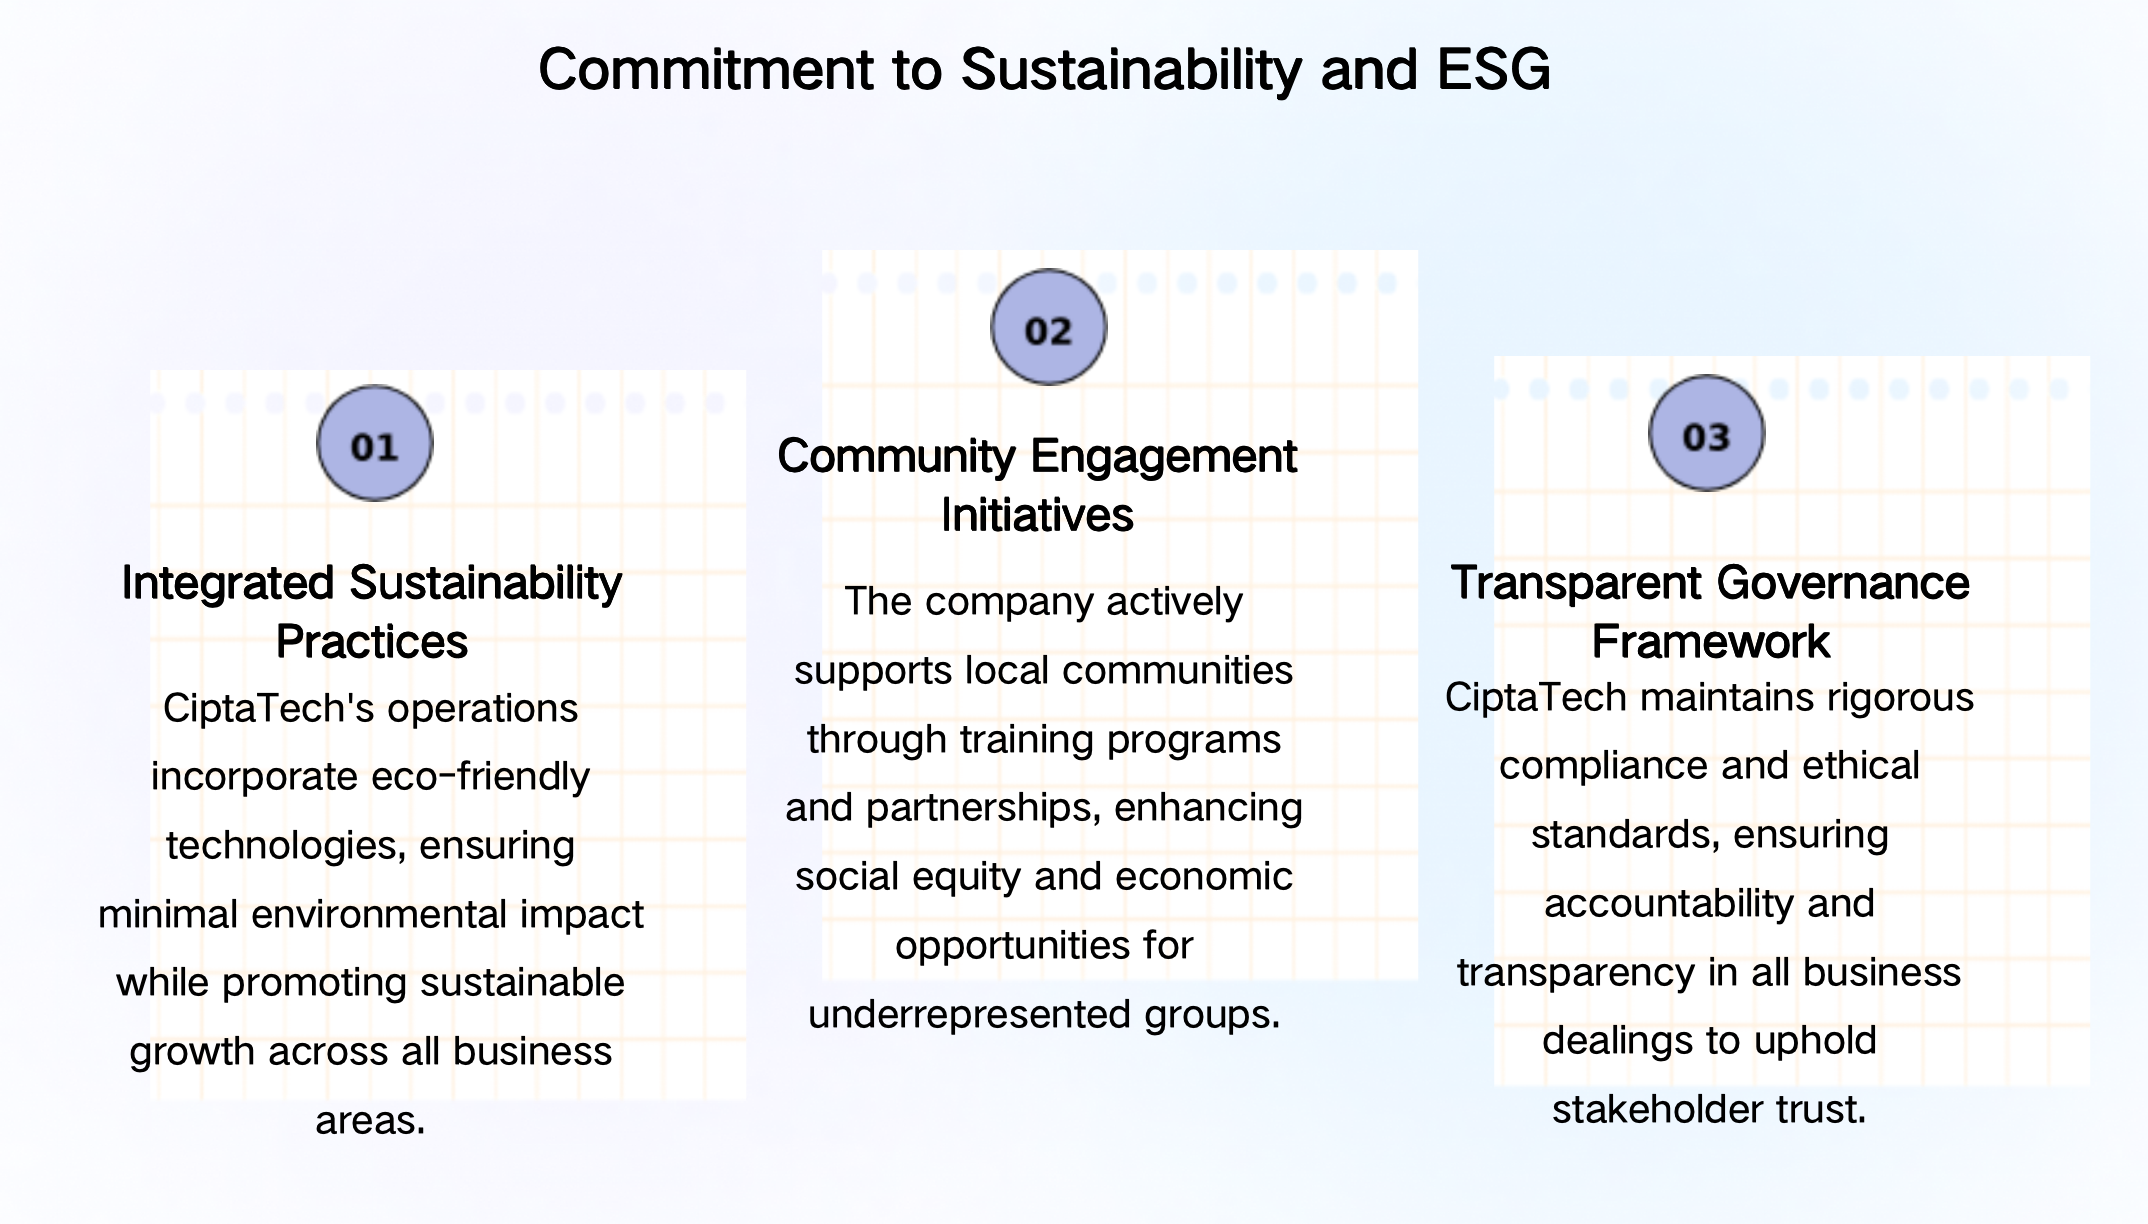 Commitment to Sustainability and ESG
01
Integrated Sustainability
Practices
CiptaTech's operations
incorporate eco-friendly
technologies, ensuring
minimal environmental impact
while promoting sustainable
growth across all business
areas.
02
Community Engagement
Initiatives
The company actively
supports local communities
through training programs
and partnerships, enhancing
social equity and economic
opportunities for
underrepresented groups.
03
Transparent Governance
Framework
CiptaTech maintains rigorous
compliance and ethical
standards, ensuring
accountability and
transparency in all business
dealings to uphold
stakeholder trust.